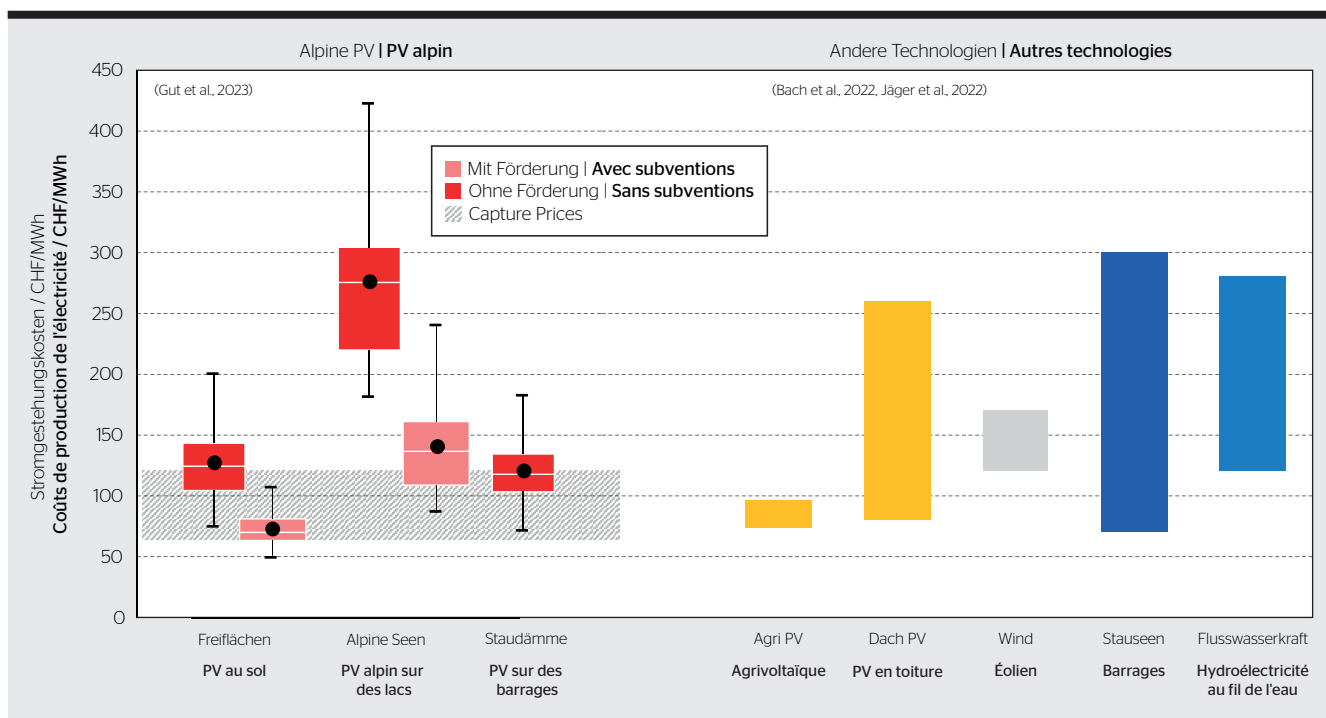 Alpine PV | PV alpin
Andere Technologien | Autres technologies
(Gut et al., 2023)
(Bach et al., 2022, Jäger et al., 2022)
Mit Förderung | Avec subventions
Ohne Förderung | Sans subventions
Capture Prices
Stromgestehungskosten / CHF/MWh
Coûts de production de l'électricité / CHF/MWh
450
400
350
300
250
200
150
100
50
0
Freiflächen
PV au sol
Alpine Seen
PV alpin sur
des lacs
Staudämme
PV sur des
barrages
Agri PV
Agrivoltaïque
Dach PV
PV en toiture
Wind
Éolien
Stauseen
Barrages
Flusswasserkraft
Hydroélectricité
au fil de l'eau